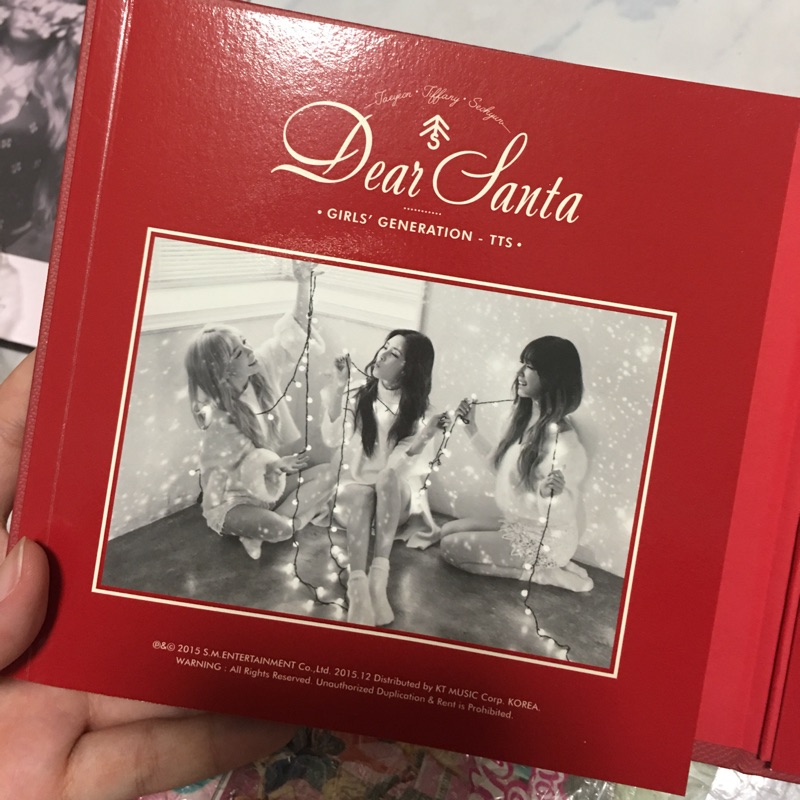 Taeyeon · Tiffany · Seohyun
TTS
Dear Santa
• GIRLS' GENERATION - TTS •
℗&© 2015 S.M.ENTERTAINMENT Co.,Ltd. 2015.12 Distributed by KT MUSIC Corp. KOREA.
WARNING : All Rights Reserved. Unauthorized Duplication & Rent is Prohibited.